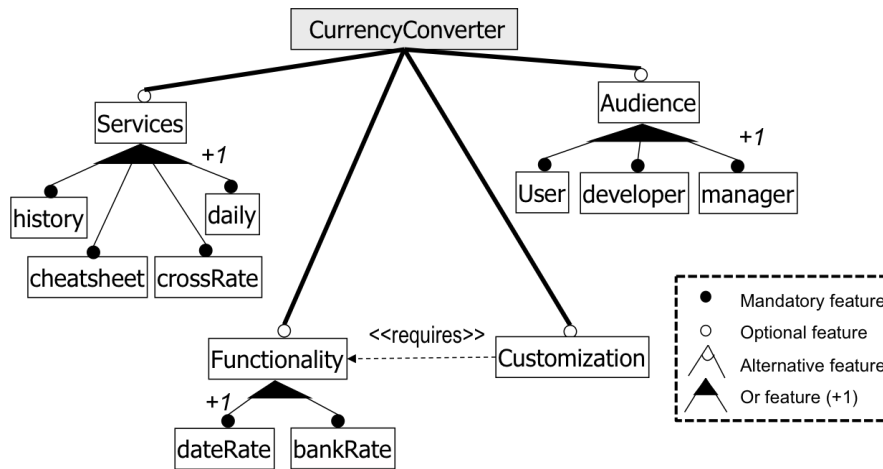 CurrencyConverter
Services
Audience
+1
+1
history
daily
User
developer
manager
cheatsheet
crossRate
Mandatory feature
Optional feature
Alternative feature
Or feature (+1)
<<requires>>
Functionality
Customization
+1
dateRate
bankRate